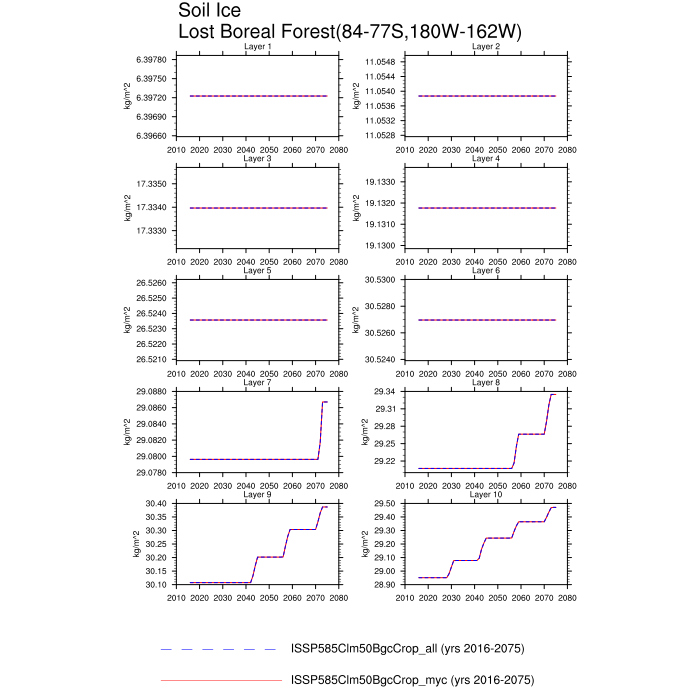 Soil Ice
Lost Boreal Forest(84-77S,180W-162W)
Layer 1
Layer 2
6.39780
6.39750
6.39720
6.39690
6.39660
kg/m^2
2010 2020 2030 2040 2050 2060 2070 2080
11.0548
11.0544
11.0540
11.0536
11.0532
11.0528
kg/m^2
2010 2020 2030 2040 2050 2060 2070 2080
Layer 3
Layer 4
17.3350
17.3340
17.3330
kg/m^2
2010 2020 2030 2040 2050 2060 2070 2080
19.1330
19.1320
19.1310
19.1300
kg/m^2
2010 2020 2030 2040 2050 2060 2070 2080
Layer 5
Layer 6
26.5260
26.5250
26.5240
26.5230
26.5220
26.5210
kg/m^2
2010 2020 2030 2040 2050 2060 2070 2080
30.5300
30.5280
30.5260
30.5240
kg/m^2
2010 2020 2030 2040 2050 2060 2070 2080
Layer 7
Layer 8
29.0880
29.0860
29.0840
29.0820
29.0800
29.0780
kg/m^2
2010 2020 2030 2040 2050 2060 2070 2080
29.34
29.31
29.28
29.25
29.22
kg/m^2
2010 2020 2030 2040 2050 2060 2070 2080
Layer 9
Layer 10
30.40
30.35
30.30
30.25
30.20
30.15
30.10
kg/m^2
2010 2020 2030 2040 2050 2060 2070 2080
29.50
29.40
29.30
29.20
29.10
29.00
28.90
kg/m^2
2010 2020 2030 2040 2050 2060 2070 2080
ISSP585Clm50BgcCrop_all (yrs 2016-2075)
ISSP585Clm50BgcCrop_myc (yrs 2016-2075)